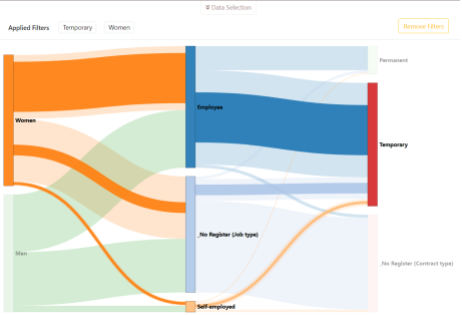 Data Selection
Applied Filters Temporary Women Remove Filters
Permanent
Employee
Women
Temporary
_No Register (Job type)
Men
_No Register (Contract type)
Self-employed